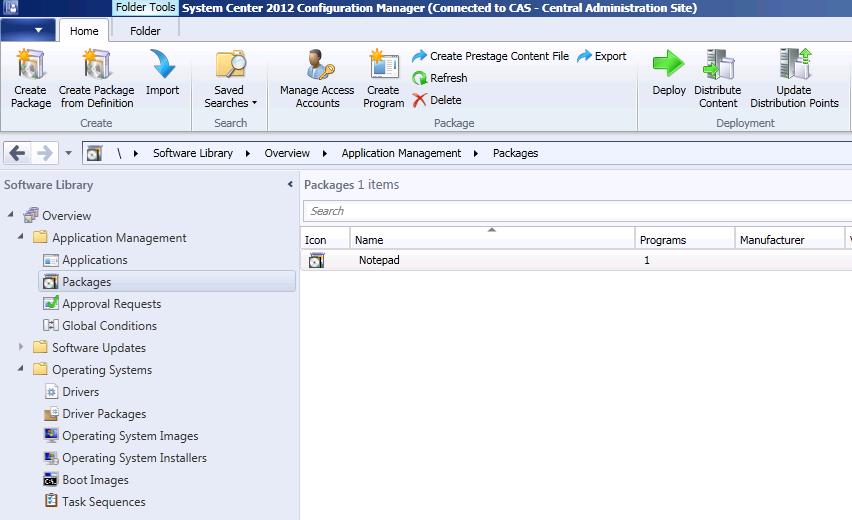 Folder Tools
System Center 2012 Configuration Manager (Connected to CAS - Central Administration Site)
Home
Folder
Create
Package
Create Package
from Definition
Import
Saved
Searches
Manage Access
Accounts
Create
Program
Create Prestage Content File
Export
Refresh
Delete
Deploy
Distribute
Content
Update
Distribution Points
Create
Search
Package
Deployment
\ Software Library Overview Application Management Packages
Software Library
Overview
Application Management
Applications
Packages
Approval Requests
Global Conditions
Software Updates
Operating Systems
Drivers
Driver Packages
Operating System Images
Operating System Installers
Boot Images
Task Sequences
Packages 1 items
Search
Icon Name Programs Manufacturer
Notepad 1